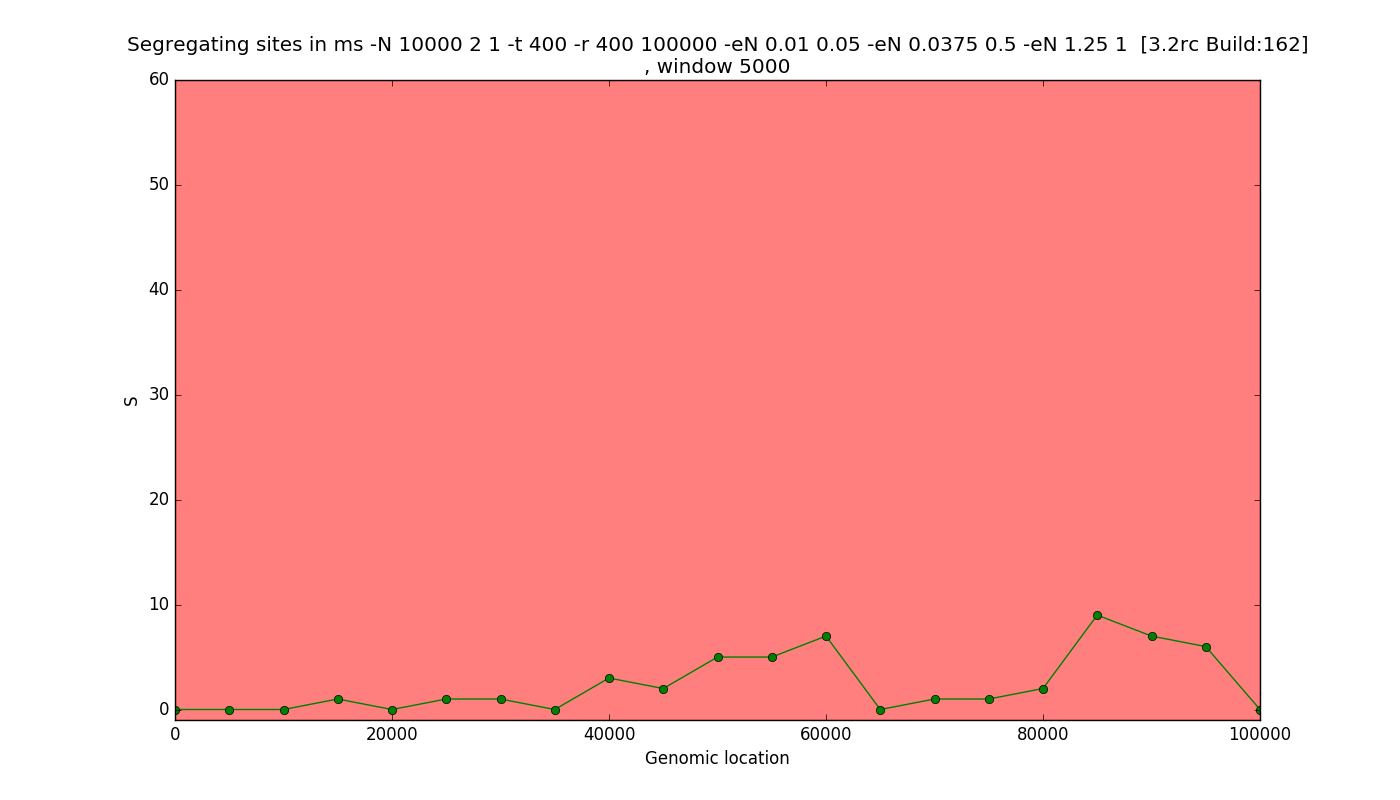 Segregating sites in ms -N 10000 2 1 -t 400 -r 400 100000 -eN 0.01 0.05 -eN 0.0375 0.5 -eN 1.25 1  [3.2rc Build:162]
, window 5000
60
50
40
30
20
10
0
S
0 20000 40000 60000 80000 100000
Genomic location